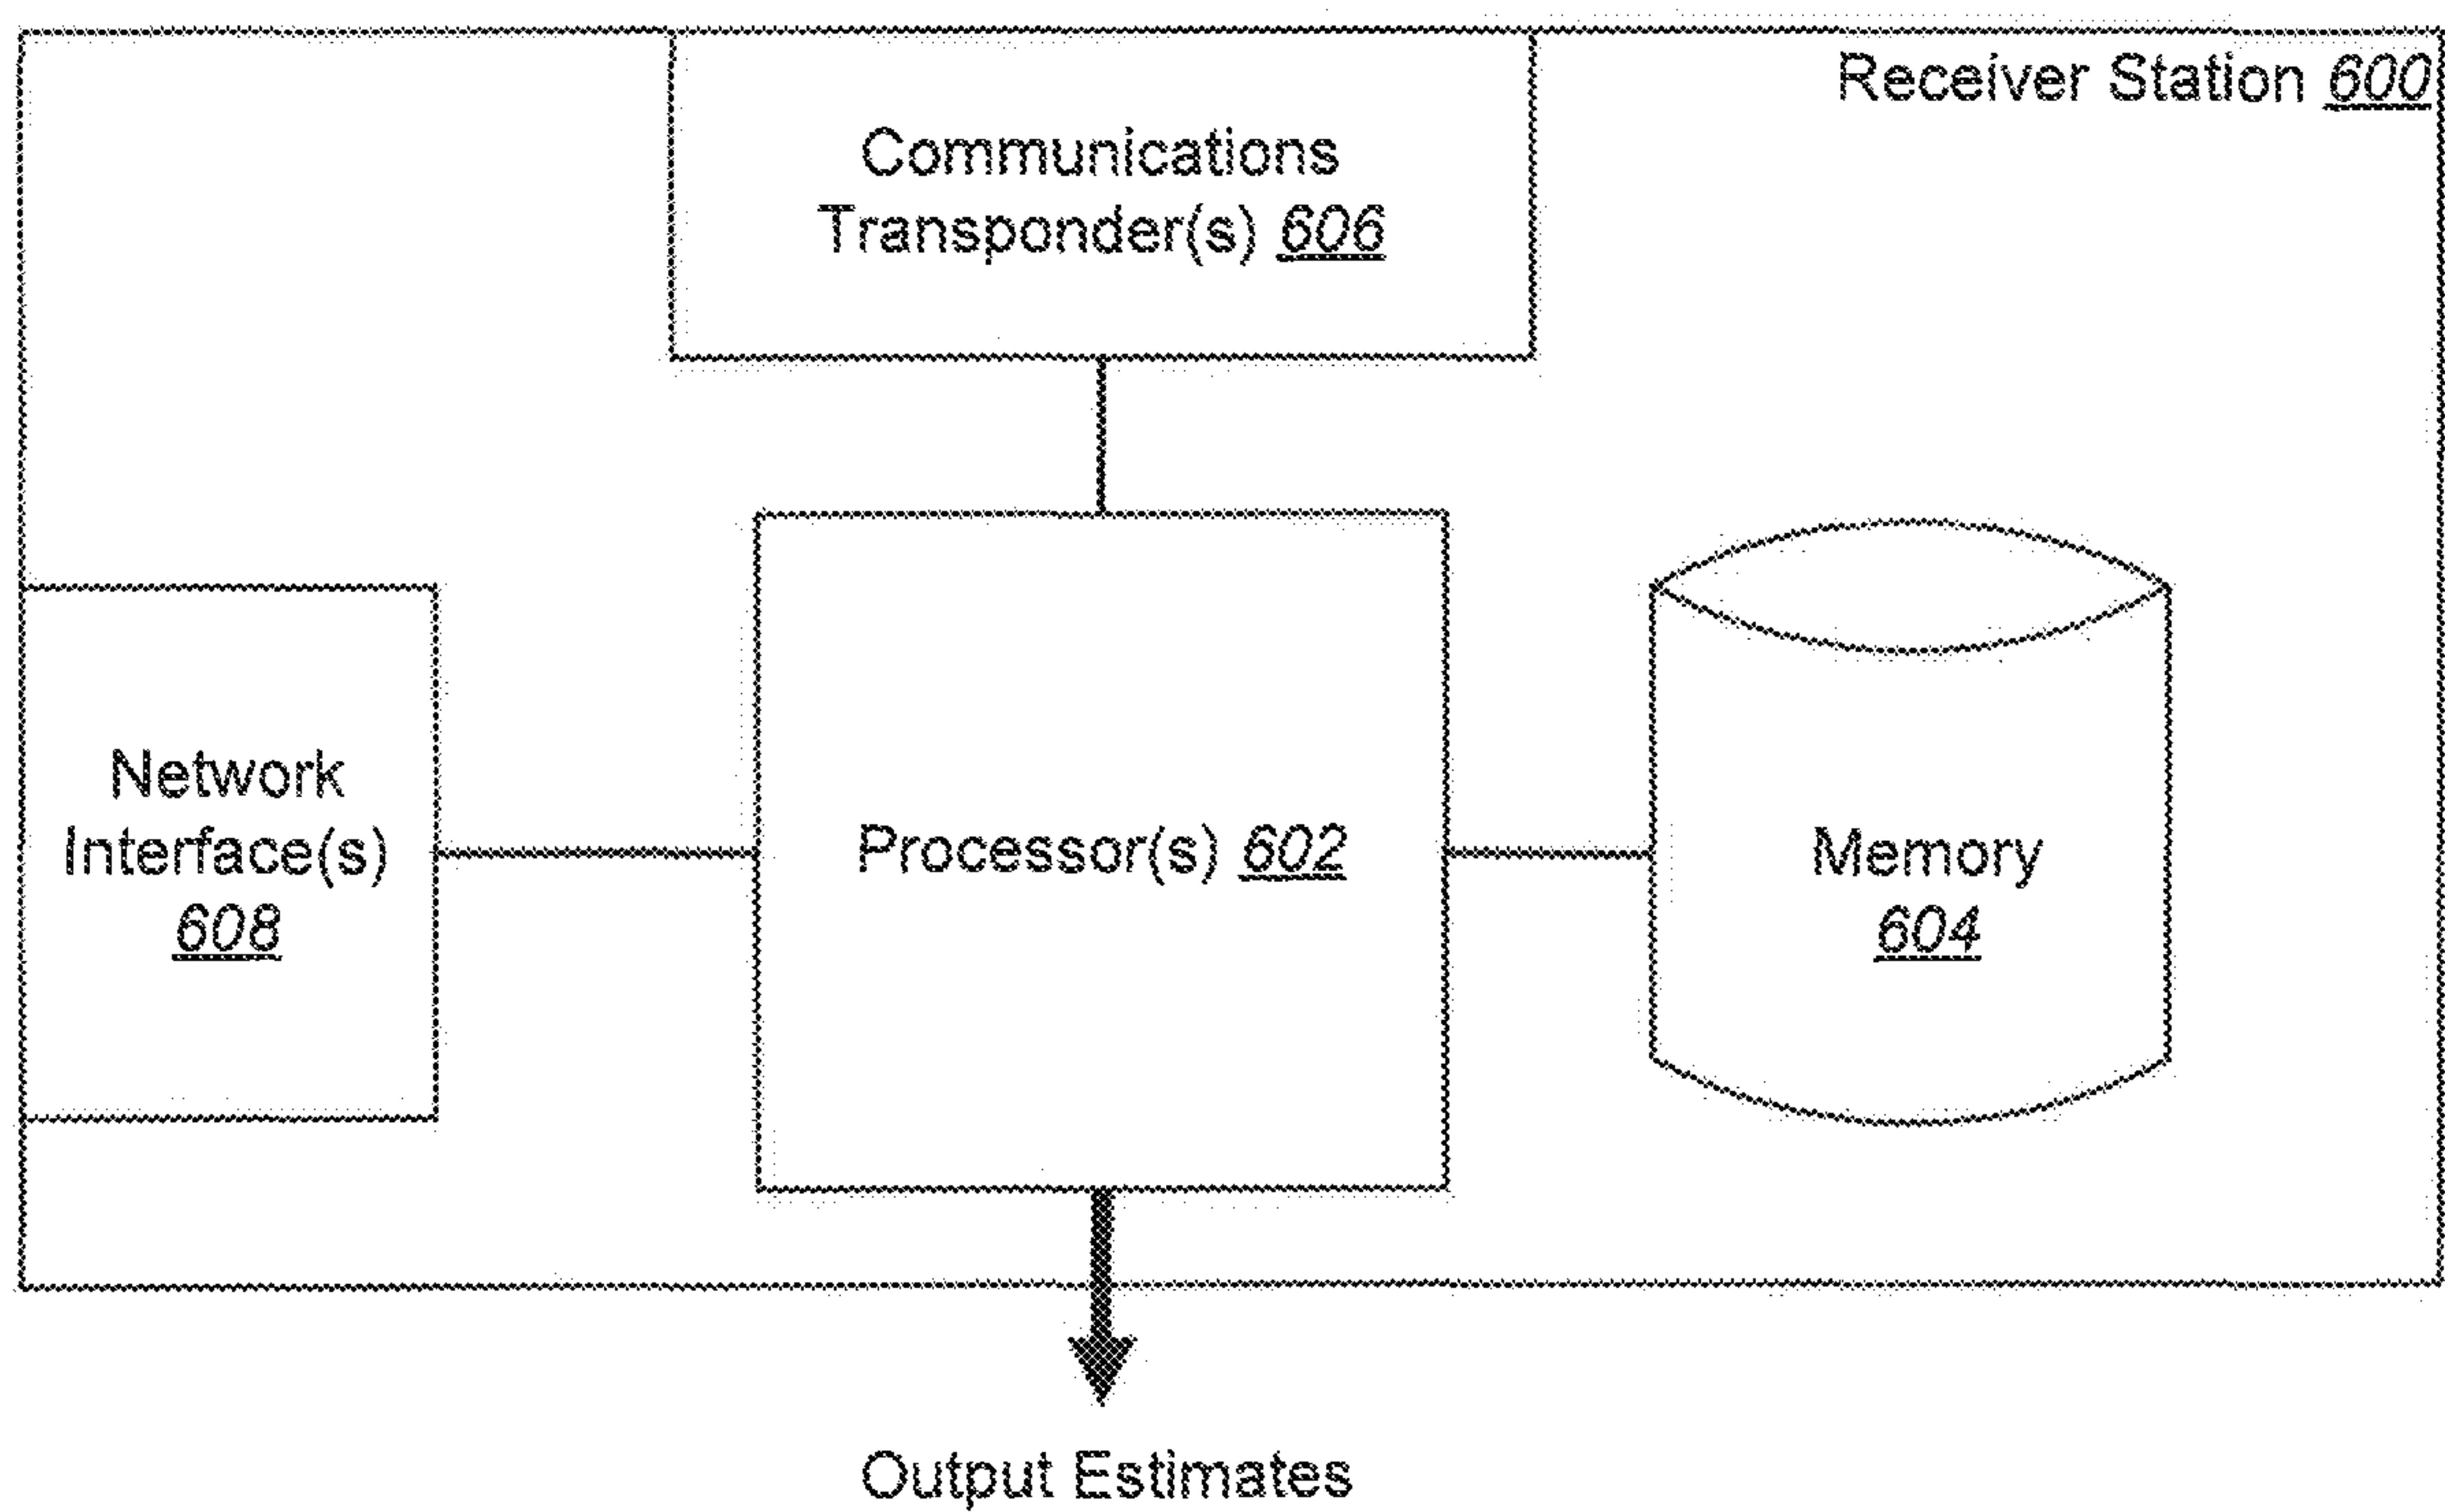 Receiver Station 600
Communications
Transponder(s) 606
Network
Interface(s)
608
Processor(s) 602
Memory
604
Output Estimates